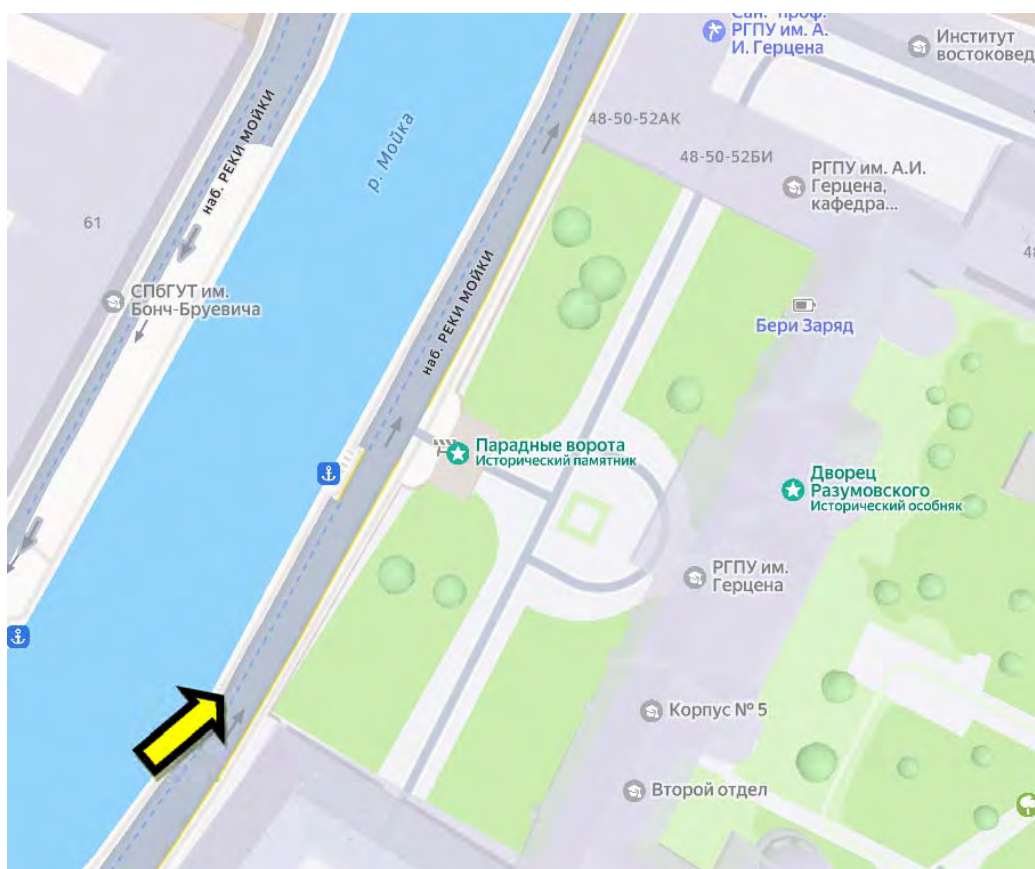 Сан.- проф.
РГПУ им. А.
И. Герцена
Институт
востоковед
48-50-52АК
48-50-52БИ
РГПУ им. А.И.
Герцена,
кафедра...
наб. РЕКИ МОЙКИ
р. Мойка
61
48
СПбГУТ им.
Бонч-Бруевича
наб. РЕКИ МОЙКИ
Бери Заряд
Парадные ворота
Исторический памятник
Дворец
Разумовского
Исторический особняк
РГПУ им.
Герцена
Корпус № 5
Второй отдел